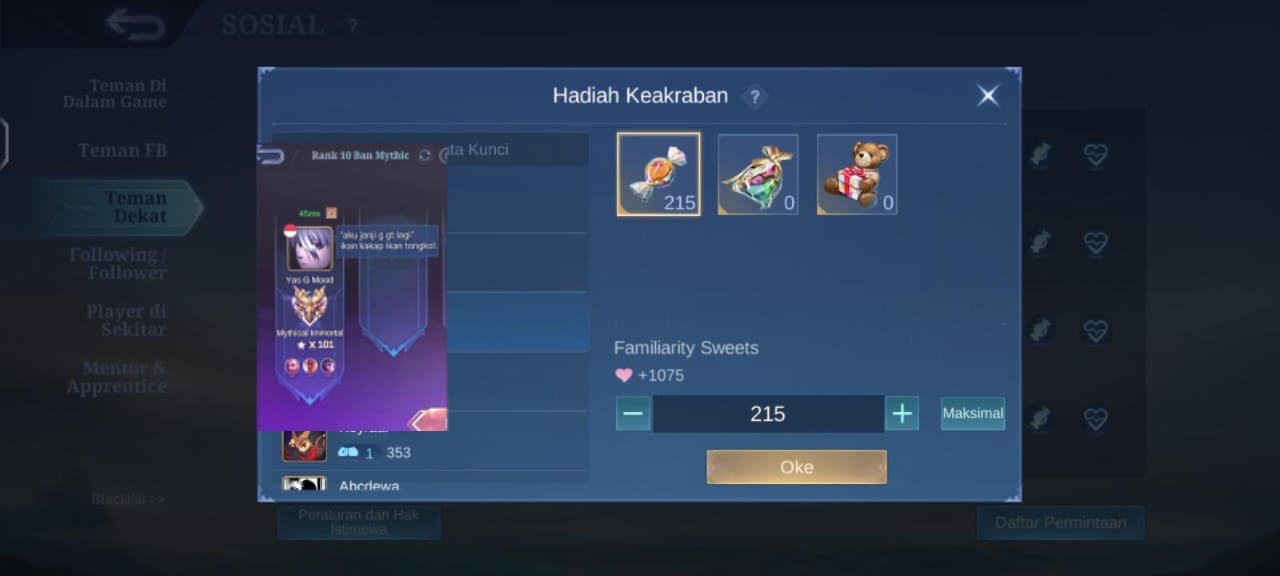 SOSIAL ?
Teman Di
Dalam Game
Teman FB
Teman
Dekat
Following /
Follower
Player di
Sekitar
Mentor &
Apprentice
Blacklist >>
Hadiah Keakraban ?
ata Kunci
Rank 10 Ban Mythic
45ms
"aku janji g gt lagi"
ikan kakap ikan tongkol.
Yas G Mood
Mythical Immortal
X 101
1 353
Abcdewa.
215
0
0
Familiarity Sweets
+1075
215
Maksimal
Oke
Peraturan dan Hak
Istimewa
Daftar Permintaan